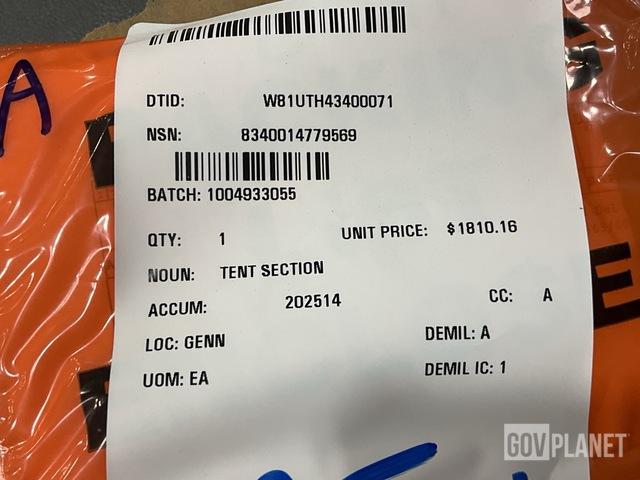 A
DTID: W81UTH43400071
NSN: 8340014779569
BATCH: 1004933055
QTY: 1 UNIT PRICE: $1810.16
NOUN: TENT SECTION
ACCUM: 202514 CC: A
LOC: GENN DEMIL: A
UOM: EA DEMIL IC: 1
GOVPLANET